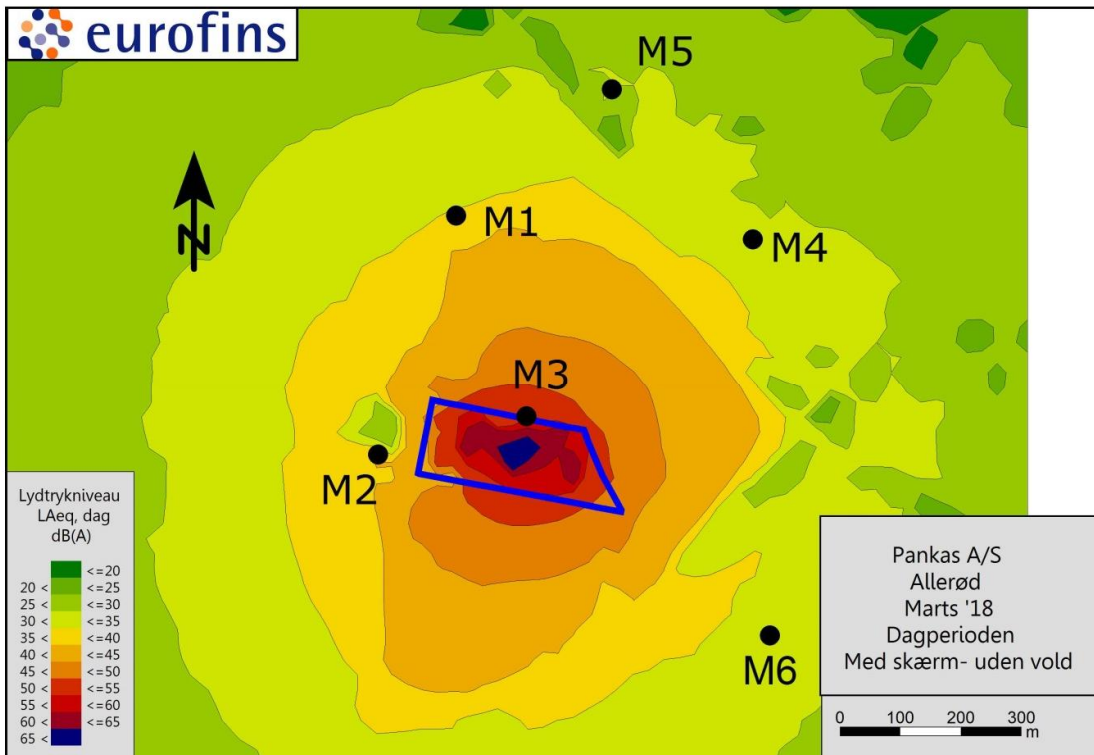 eurofins
M5
N
M1
M4
M3
M2
M6
Lydtrykniveau
LAeq, dag
dB(A)
<=20
20 < <=25
25 < <=30
30 < <=35
35 < <=40
40 < <=45
45 < <=50
50 < <=55
55 < <=60
60 < <=65
65 <
Pankas A/S
Allerød
Marts '18
Dagperioden
Med skærm- uden vold
0 100 200 300
m